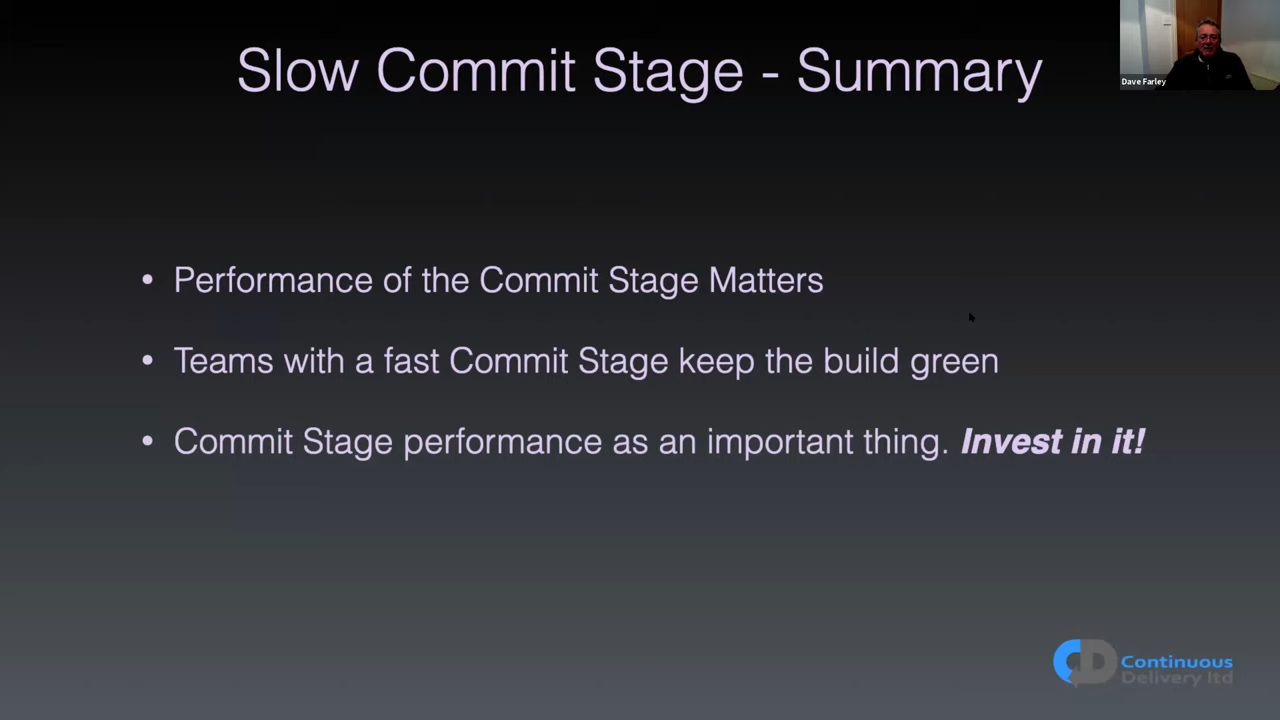 Slow Commit Stage - Summary
Dave Farley
• Performance of the Commit Stage Matters
• Teams with a fast Commit Stage keep the build green
• Commit Stage performance as an important thing. Invest in it!
CD Continuous
Delivery ltd